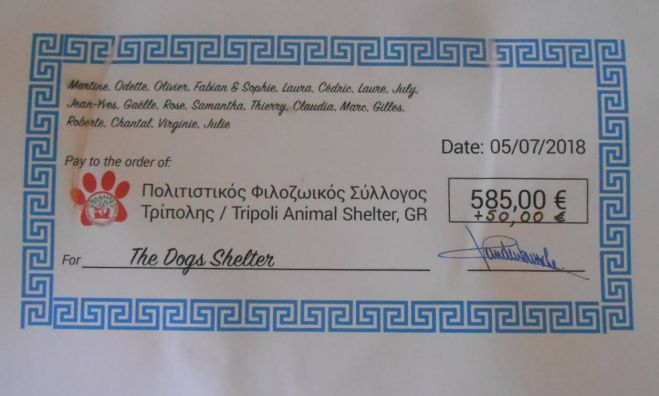 Martine, Odette, Olivier, Fabian & Sophie, Laura, Cédric, Laure, July,
Jean-Yves, Gaëlle, Rose, Samantha, Thierry, Claudia, Marc, Gilles,
Roberte, Chantal, Virginie, Julie
Date: 05/07/2018
Pay to the order of:
Πολιτιστικός Φιλοζωικός Σύλλογος
Τρίπολης / Tripoli Animal Shelter, GR
585,00 €
+50,00 €
For The Dogs Shelter